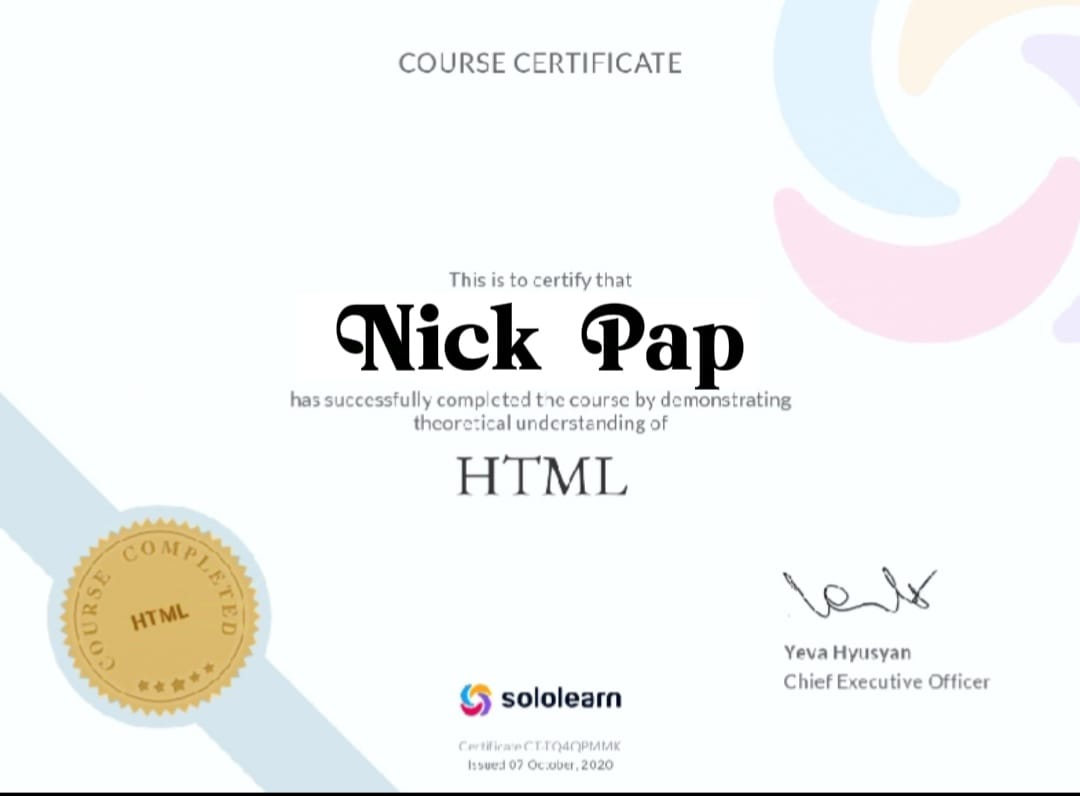 COURSE CERTIFICATE
This is to certify that
Nick Pap
has successfully completed the course by demonstrating
theoretical understanding of
HTML
COURSE COMPLETED
HTML
Yeva Hyusyan
Chief Executive Officer
sololearn
Certificate CT-TQ4QPMMK
Issued 07 October, 2020